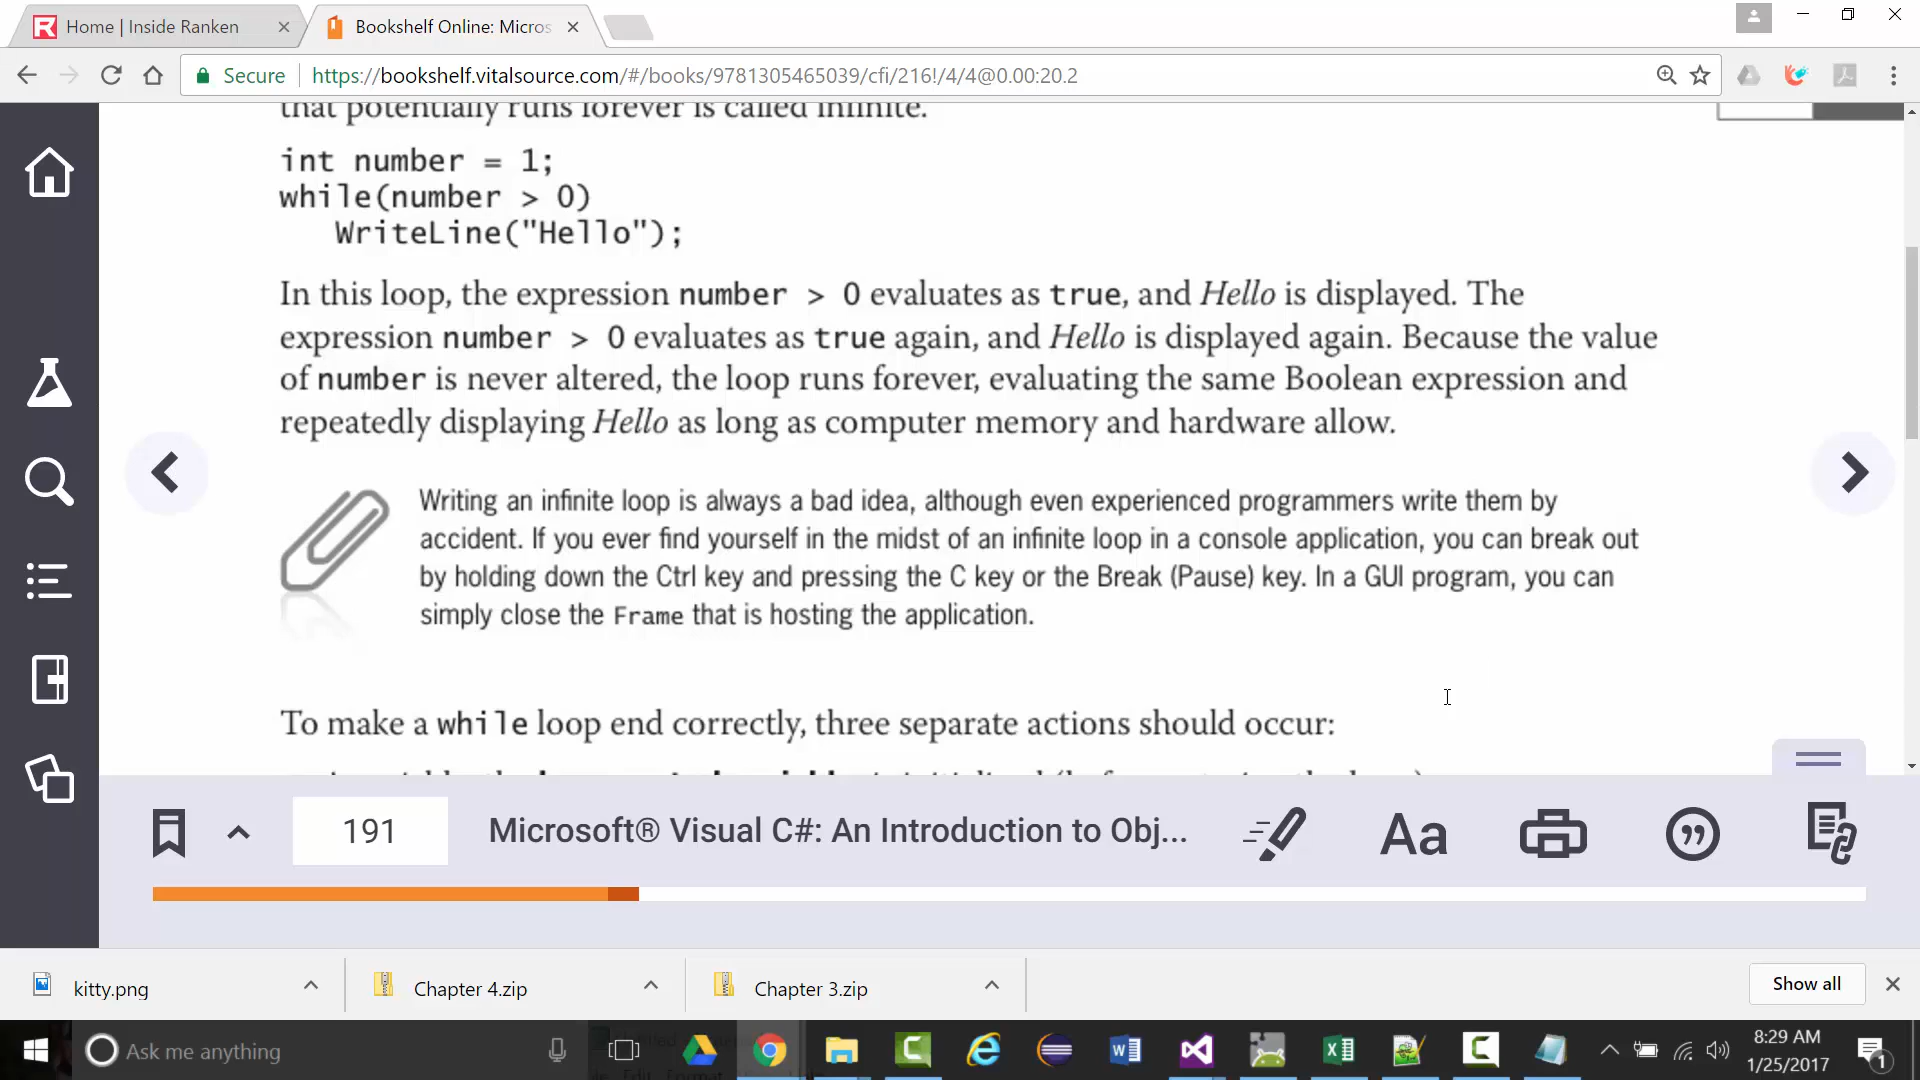 Home | Inside Ranken
Bookshelf Online: Micros
Secure
https://bookshelf.vitalsource.com/#/books/9781305465039/cfi/216!/4/4@0.00:20.2
that potentially runs forever is called infinite.
int number = 1;
while(number > 0)
WriteLine("Hello");
In this loop, the expression number > 0 evaluates as true, and Hello is displayed. The
expression number > 0 evaluates as true again, and Hello is displayed again. Because the value
of number is never altered, the loop runs forever, evaluating the same Boolean expression and
repeatedly displaying Hello as long as computer memory and hardware allow.
Writing an infinite loop is always a bad idea, although even experienced programmers write them by
accident. If you ever find yourself in the midst of an infinite loop in a console application, you can break out
by holding down the Ctrl key and pressing the C key or the Break (Pause) key. In a GUI program, you can
simply close the Frame that is hosting the application.
To make a while loop end correctly, three separate actions should occur:
191
Microsoft® Visual C#: An Introduction to Obj...
Aa
kitty.png
Chapter 4.zip
Chapter 3.zip
Show all
Ask me anything
8:29 AM
1/25/2017
1